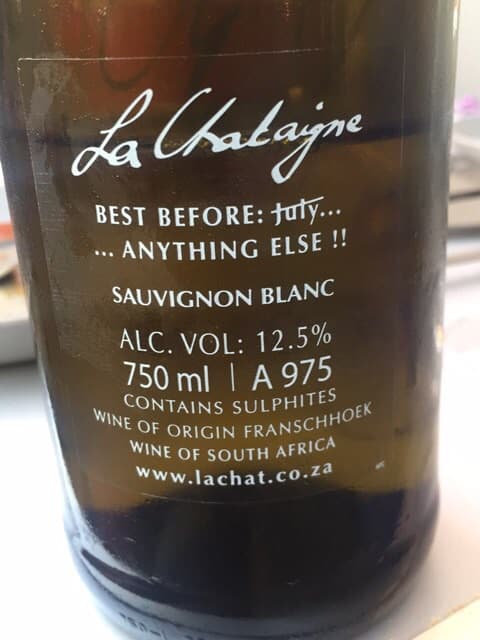 La Chataigne
BEST BEFORE: July...
... ANYTHING ELSE !!
SAUVIGNON BLANC
ALC. VOL: 12.5%
750 ml | A 975
CONTAINS SULPHITES
WINE OF ORIGIN FRANSCHHOEK
WINE OF SOUTH AFRICA
www.lachat.co.za